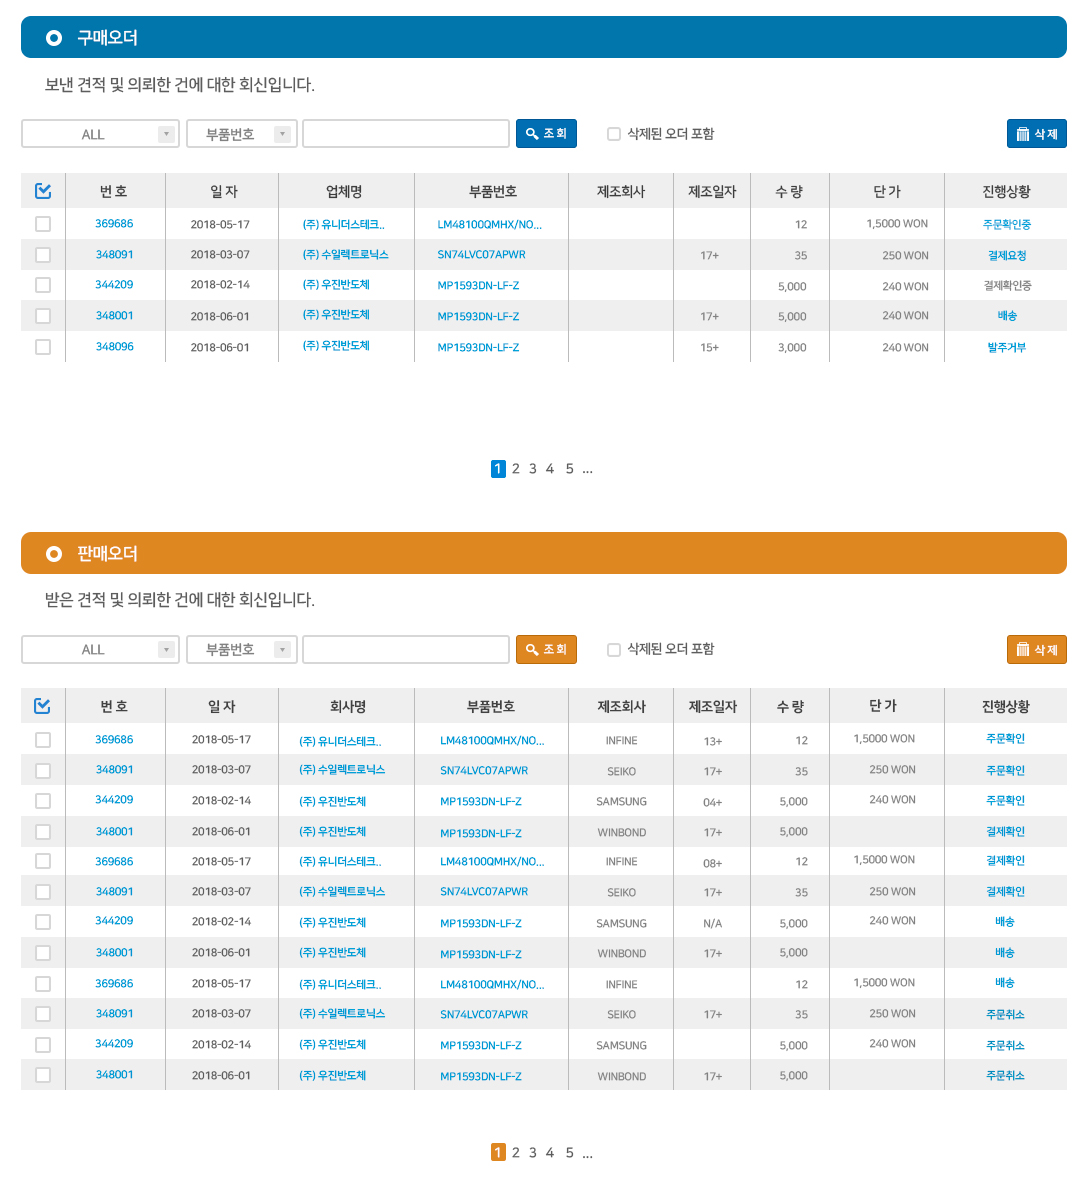 구매오더
보낸 견적 및 의뢰한 건에 대한 회신입니다.
ALL 부품번호 조회 삭제된 오더 포함 삭제
번 호 일 자 업체명 부품번호 제조회사 제조일자 수 량 단 가 진행상황
369686 2018-05-17 (주) 유니더스테크.. LM48100QMHX/NO... 12 1,5000 WON 주문확인중
348091 2018-03-07 (주) 수일렉트로닉스 SN74LVC07APWR 17+ 35 250 WON 결제요청
344209 2018-02-14 (주) 우진반도체 MP1593DN-LF-Z 5,000 240 WON 결제확인중
348001 2018-06-01 (주) 우진반도체 MP1593DN-LF-Z 17+ 5,000 240 WON 배송
348096 2018-06-01 (주) 우진반도체 MP1593DN-LF-Z 15+ 3,000 240 WON 발주거부
1 2 3 4 5 ...
판매오더
받은 견적 및 의뢰한 건에 대한 회신입니다.
ALL 부품번호 조회 삭제된 오더 포함 삭제
번 호 일 자 회사명 부품번호 제조회사 제조일자 수 량 단 가 진행상황
369686 2018-05-17 (주) 유니더스테크.. LM48100QMHX/NO... INFINE 13+ 12 1,5000 WON 주문확인
348091 2018-03-07 (주) 수일렉트로닉스 SN74LVC07APWR SEIKO 17+ 35 250 WON 주문확인
344209 2018-02-14 (주) 우진반도체 MP1593DN-LF-Z SAMSUNG 04+ 5,000 240 WON 주문확인
348001 2018-06-01 (주) 우진반도체 MP1593DN-LF-Z WINBOND 17+ 5,000 결제확인
369686 2018-05-17 (주) 유니더스테크.. LM48100QMHX/NO... INFINE 08+ 12 1,5000 WON 결제확인
348091 2018-03-07 (주) 수일렉트로닉스 SN74LVC07APWR SEIKO 17+ 35 250 WON 결제확인
344209 2018-02-14 (주) 우진반도체 MP1593DN-LF-Z SAMSUNG N/A 5,000 240 WON 배송
348001 2018-06-01 (주) 우진반도체 MP1593DN-LF-Z WINBOND 17+ 5,000 배송
369686 2018-05-17 (주) 유니더스테크.. LM48100QMHX/NO... INFINE 12 1,5000 WON 배송
348091 2018-03-07 (주) 수일렉트로닉스 SN74LVC07APWR SEIKO 17+ 35 250 WON 주문취소
344209 2018-02-14 (주) 우진반도체 MP1593DN-LF-Z SAMSUNG 5,000 240 WON 주문취소
348001 2018-06-01 (주) 우진반도체 MP1593DN-LF-Z WINBOND 17+ 5,000 주문취소
1 2 3 4 5 ...